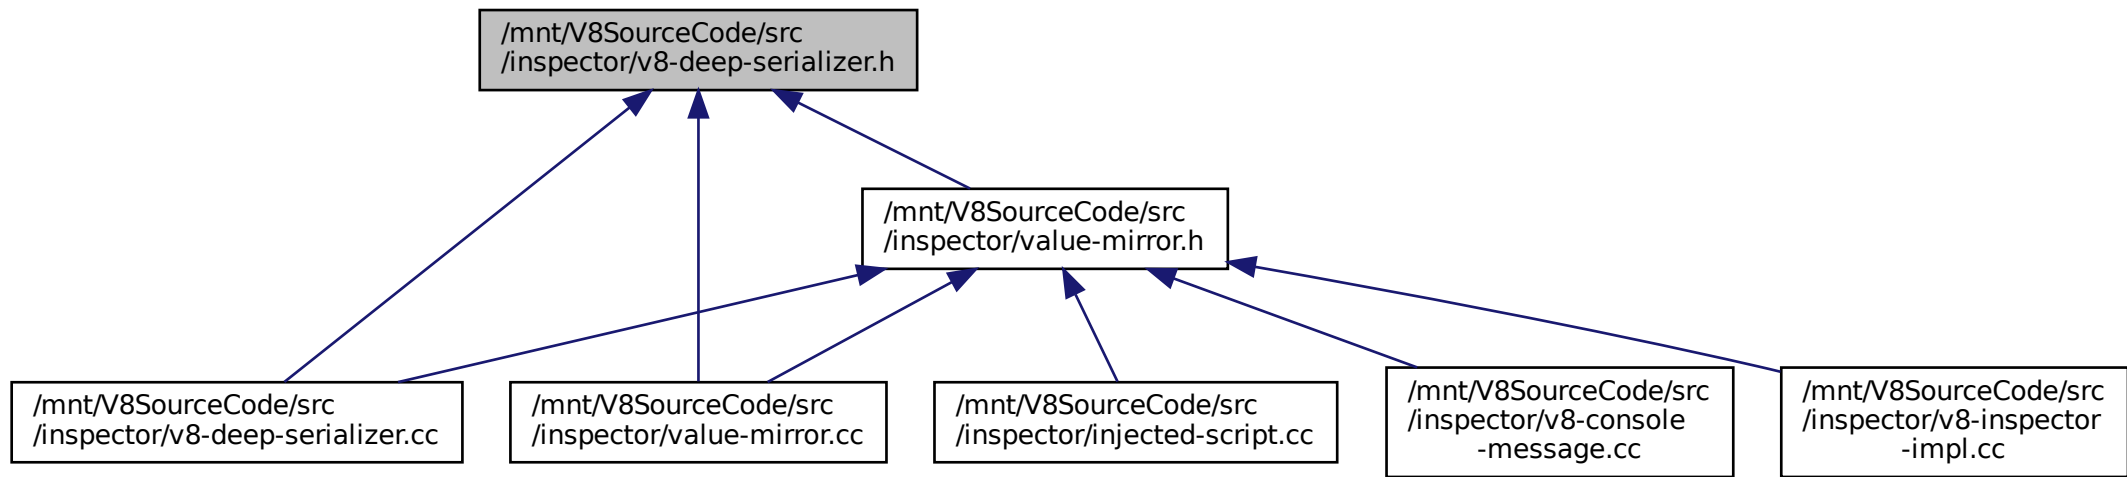 /mnt/V8SourceCode/src
/inspector/v8-deep-serializer.h
/mnt/V8SourceCode/src
/inspector/value-mirror.h
/mnt/V8SourceCode/src
/inspector/v8-deep-serializer.cc
/mnt/V8SourceCode/src
/inspector/value-mirror.cc
/mnt/V8SourceCode/src
/inspector/injected-script.cc
/mnt/V8SourceCode/src
/inspector/v8-console
-message.cc
/mnt/V8SourceCode/src
/inspector/v8-inspector
-impl.cc